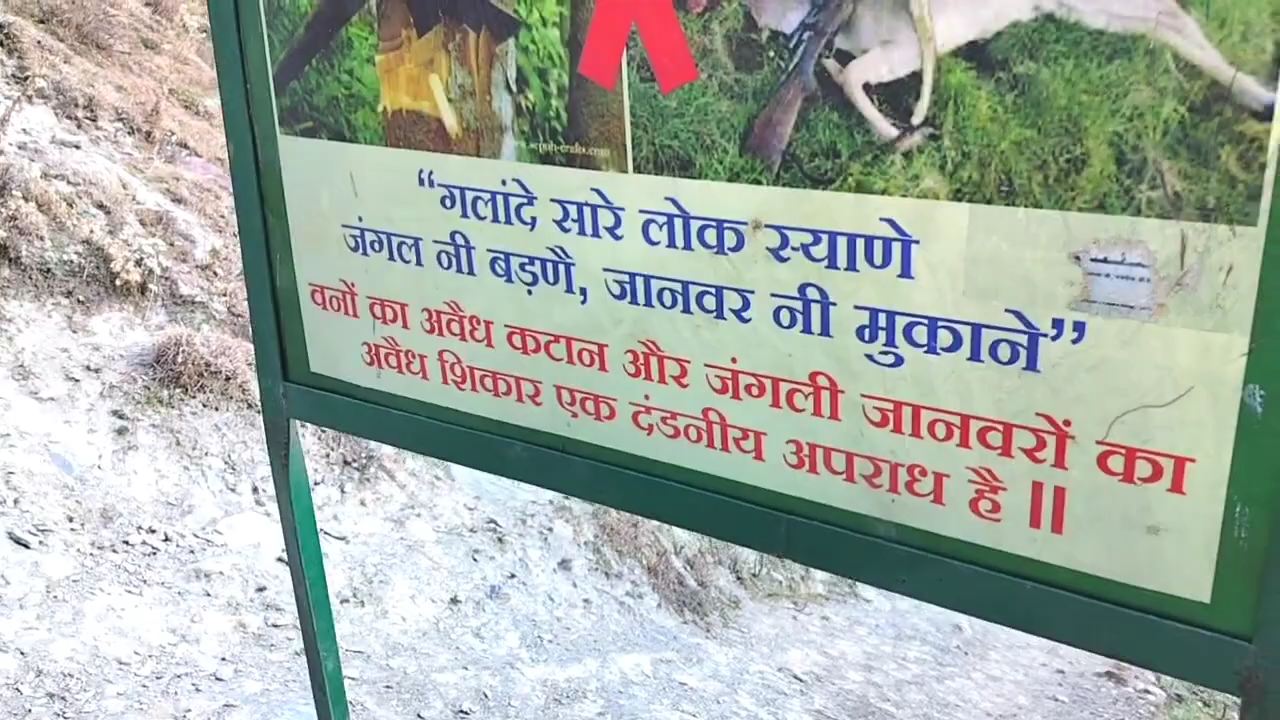 “गलांदे सारे लोक स्याणे
जंगल नी बड़णै, जानवर नी मुकाने”
वनों का अवैध कटान और जंगली जानवरों का
अवैध शिकार एक दंडनीय अपराध है ॥